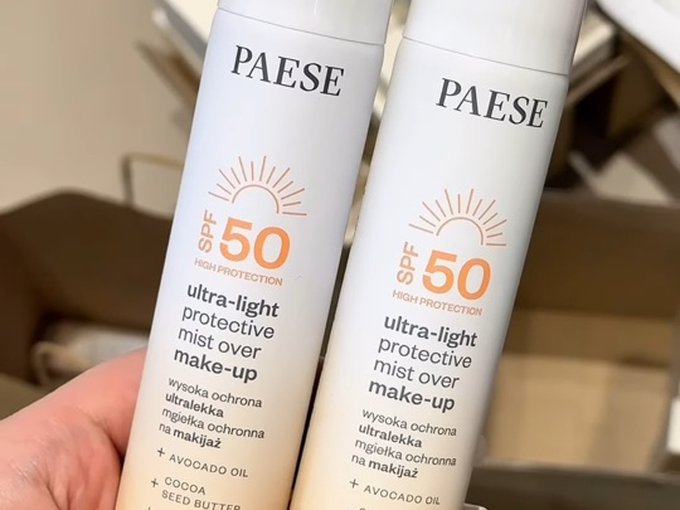 PAESE
SPF 50
HIGH PROTECTION
ultra-light
protective
mist over
make-up
wysoka ochrona
ultralekka
mgiełka ochronna
na makijaż
+ AVOCADO OIL
+ COCOA
SEED BUTTER
PAESE
SPF 50
HIGH PROTECTION
ultra-light
protective
mist over
make-up
wysoka ochrona
ultralekka
mgiełka ochronna
na makijaż
+ AVOCADO OIL